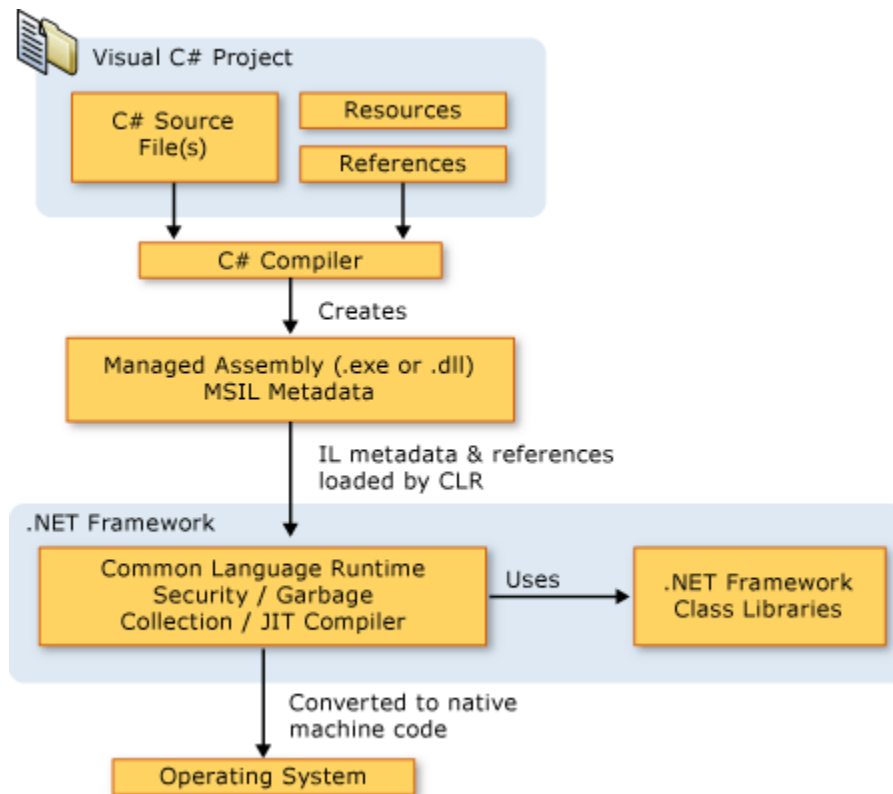 Visual C# Project
C# Source
File(s)
Resources
References
C# Compiler
Creates
Managed Assembly (.exe or .dll)
MSIL Metadata
IL metadata & references
loaded by CLR
.NET Framework
Common Language Runtime
Security / Garbage
Collection / JIT Compiler
Uses
.NET Framework
Class Libraries
Converted to native
machine code
Operating System